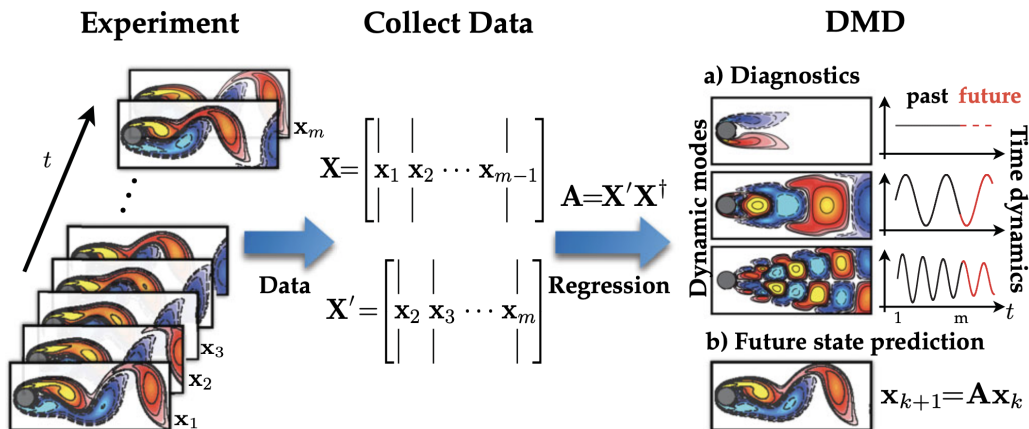 Experiment
t
x_m
x_3
x_2
x_1
Data
Collect Data
X= [x_1 x_2 ⋯ x_{m−1}]
X′ = [x_2 x_3 ⋯ x_m]
A=X′X†
Regression
DMD
a) Diagnostics
Dynamic modes
past future
Time dynamics
1 m t
b) Future state prediction
x_{k+1}=Ax_k